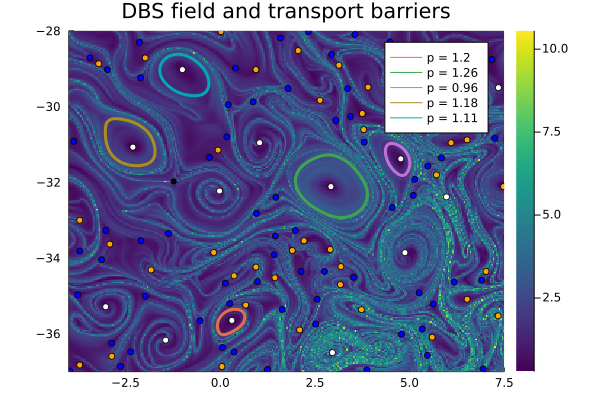 DBS field and transport barriers
−28
−30
−32
−34
−36
−2.5
0.0
2.5
5.0
7.5
p = 1.2
p = 1.26
p = 0.96
p = 1.18
p = 1.11
10.0
7.5
5.0
2.5